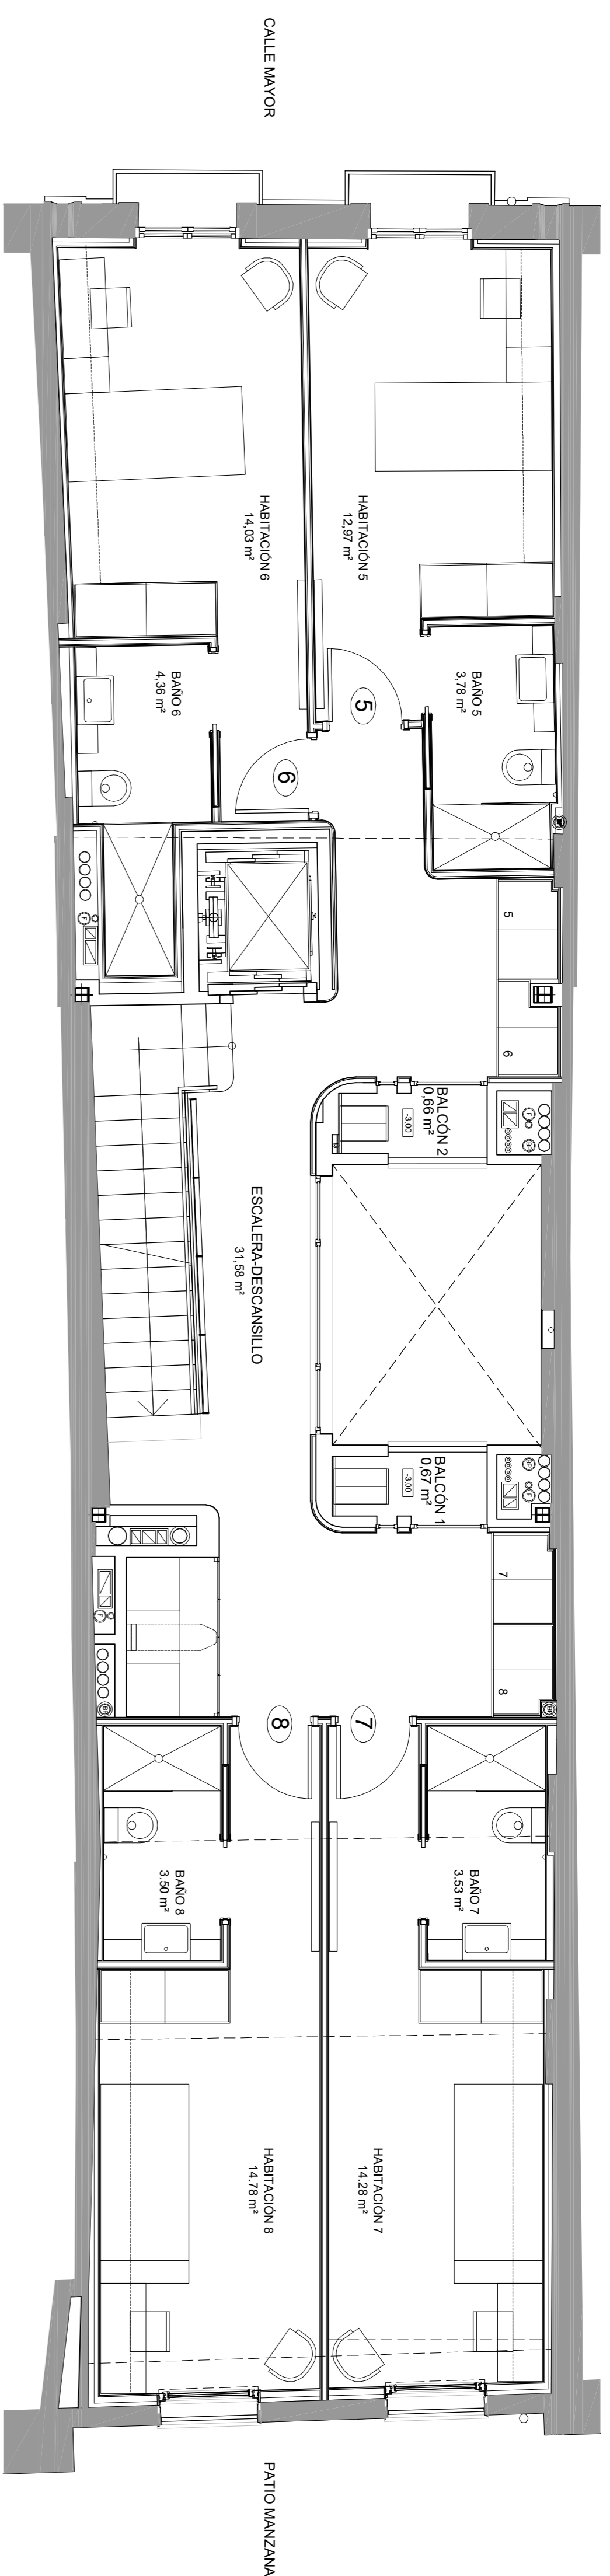 CALLE MAYOR
HABITACIÓN 5
12,97 m²
HABITACIÓN 6
14,03 m²
BAÑO 5
3,78 m²
BAÑO 6
4,36 m²
5
6
5
6
F
BALCÓN 2
0,66 m²
-3,00
F
BP
ESCALERA-DESCANSILLO
31,58 m²
BALCÓN 1
0,67 m²
-3,00
BP
F
7
8
F
7
8
BAÑO 7
3.53 m²
BAÑO 8
3.50 m²
HABITACIÓN 7
14.28 m²
HABITACIÓN 8
14.78 m²
PATIO MANZANA